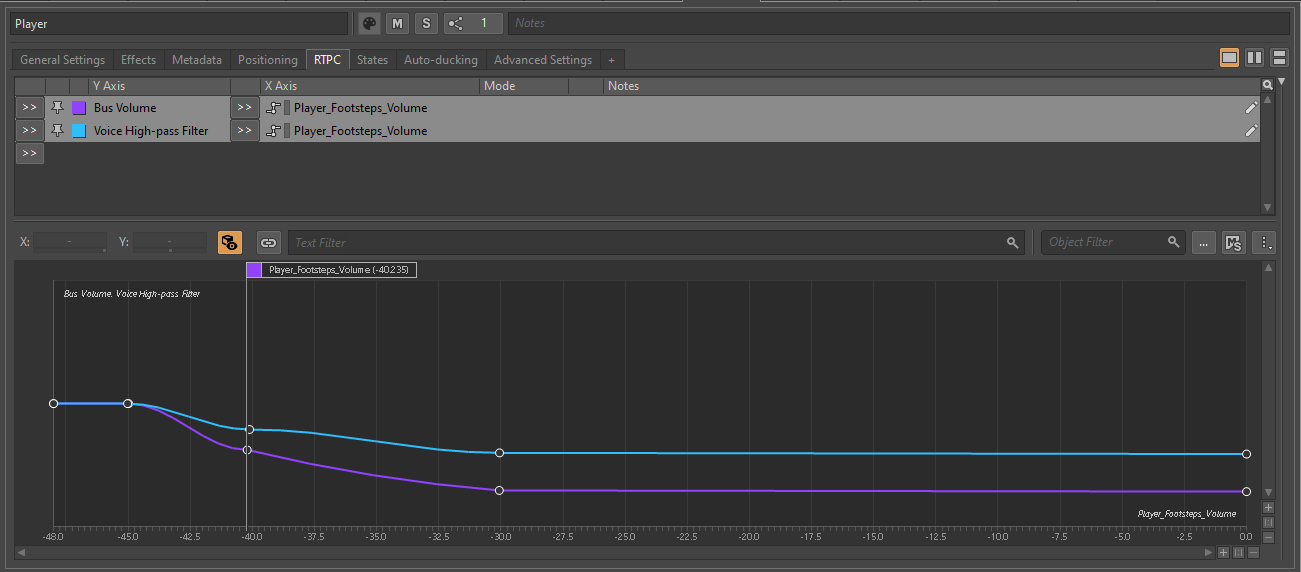 Player M S 1 Notes
General Settings Effects Metadata Positioning RTPC States Auto-ducking Advanced Settings +
Y Axis X Axis Mode Notes
>> Bus Volume >> Player_Footsteps_Volume
>> Voice High-pass Filter >> Player_Footsteps_Volume
>>
X: - Y: - Text Filter Object Filter ... M S
Player_Footsteps_Volume (-40.235)
Bus Volume, Voice High-pass Filter
Player_Footsteps_Volume
-48.0 -45.0 -42.5 -40.0 -37.5 -35.0 -32.5 -30.0 -27.5 -25.0 -22.5 -20.0 -17.5 -15.0 -12.5 -10.0 -7.5 -5.0 -2.5 0.0